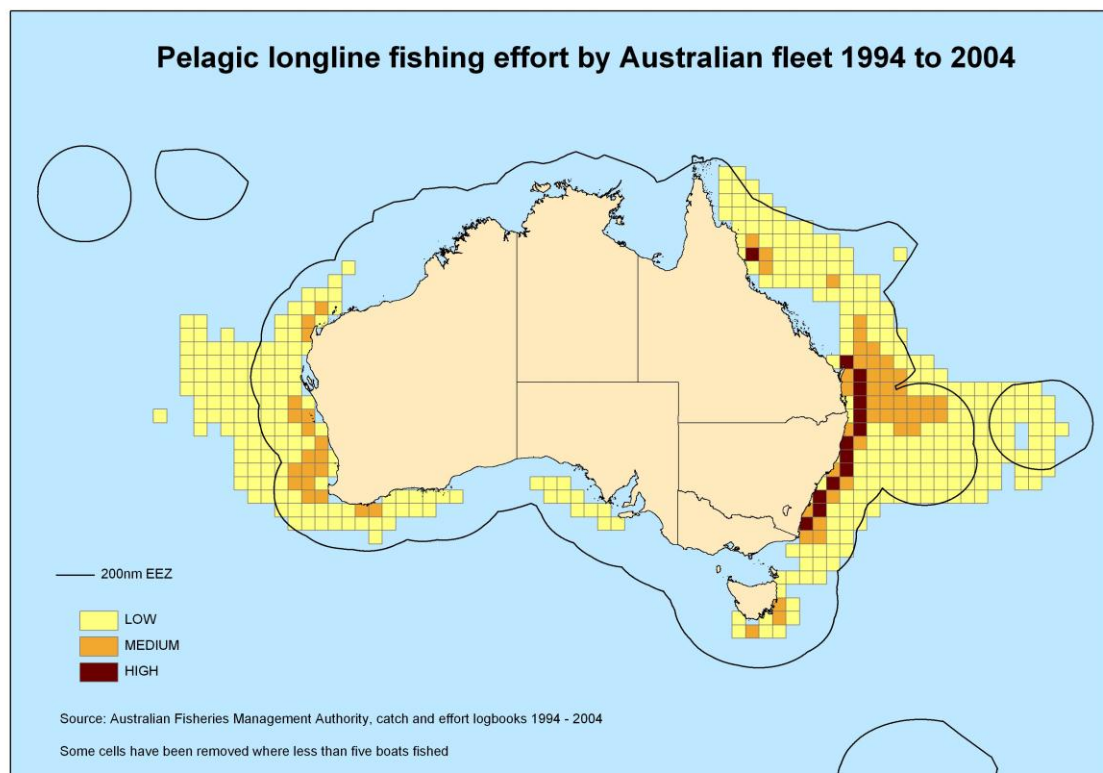 Pelagic longline fishing effort by Australian fleet 1994 to 2004
200nm EEZ
LOW
MEDIUM
HIGH
Source: Australian Fisheries Management Authority, catch and effort logbooks 1994 - 2004
Some cells have been removed where less than five boats fished